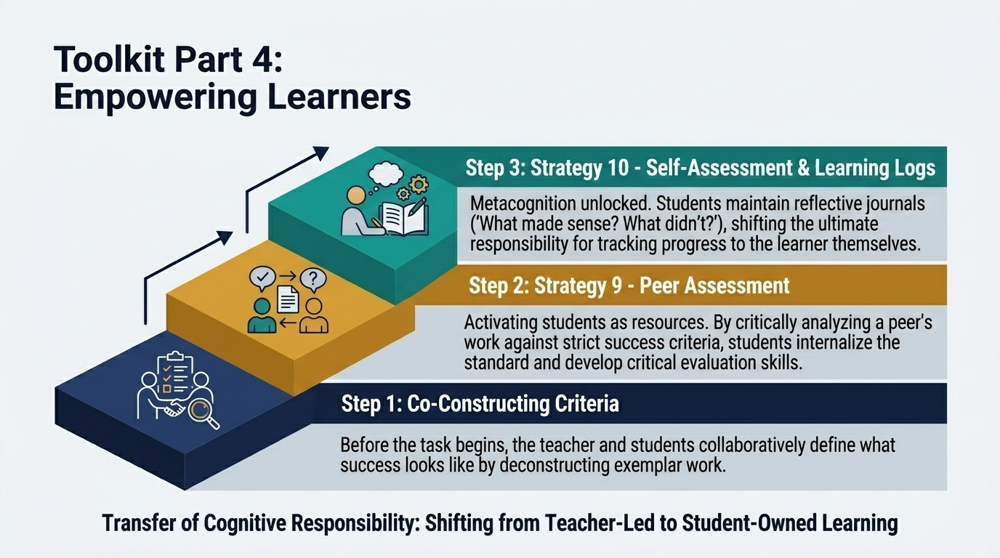 Toolkit Part 4:
Empowering Learners
Step 3: Strategy 10 - Self-Assessment & Learning Logs
Metacognition unlocked. Students maintain reflective journals
(‘What made sense? What didn’t?’), shifting the ultimate
responsibility for tracking progress to the learner themselves.
Step 2: Strategy 9 - Peer Assessment
Activating students as resources. By critically analyzing a peer’s
work against strict success criteria, students internalize the
standard and develop critical evaluation skills.
Step 1: Co-Constructing Criteria
Before the task begins, the teacher and students collaboratively define what
success looks like by deconstructing exemplar work.
Transfer of Cognitive Responsibility: Shifting from Teacher-Led to Student-Owned Learning